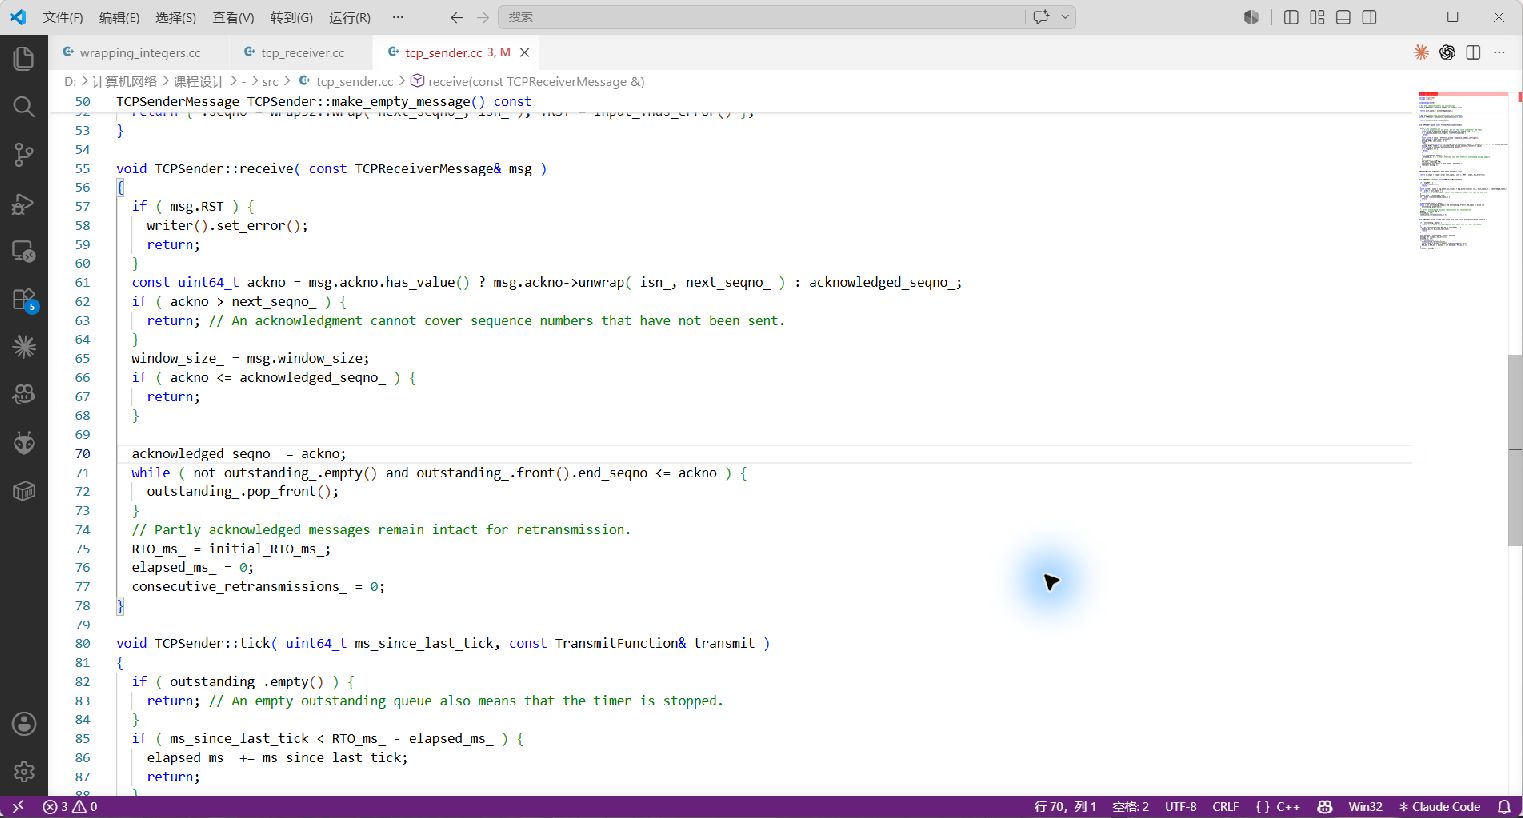 文件(F) 编辑(E) 选择(S) 查看(V) 转到(G) 运行(R) ··· 搜索
wrapping_integers.cc tcp_receiver.cc tcp_sender.cc 3, M
D: > 计算机网络 > 课程设计 > - > src > tcp_sender.cc > receive(const TCPReceiverMessage &)
50 TCPSenderMessage TCPSender::make_empty_message() const
53 }
54
55 void TCPSender::receive( const TCPReceiverMessage& msg )
56 {
57 if ( msg.RST ) {
58 writer().set_error();
59 return;
60 }
61 const uint64_t ackno = msg.ackno.has_value() ? msg.ackno->unwrap( isn_, next_seqno_ ) : acknowledged_seqno_;
62 if ( ackno > next_seqno_ ) {
63 return; // An acknowledgment cannot cover sequence numbers that have not been sent.
64 }
65 window_size_ = msg.window_size;
66 if ( ackno <= acknowledged_seqno_ ) {
67 return;
68 }
69
70 acknowledged_seqno_ = ackno;
71 while ( not outstanding_.empty() and outstanding_.front().end_seqno <= ackno ) {
72 outstanding_.pop_front();
73 }
74 // Partly acknowledged messages remain intact for retransmission.
75 RTO_ms_ = initial_RTO_ms_;
76 elapsed_ms_ = 0;
77 consecutive_retransmissions_ = 0;
78 }
79
80 void TCPSender::tick( uint64_t ms_since_last_tick, const TransmitFunction& transmit )
81 {
82 if ( outstanding_.empty() ) {
83 return; // An empty outstanding queue also means that the timer is stopped.
84 }
85 if ( ms_since_last_tick < RTO_ms_ - elapsed_ms_ ) {
86 elapsed_ms_ += ms_since_last_tick;
87 return;
88 }
3 0 行 70，列 1 空格: 2 UTF-8 CRLF { } C++ Win32 Claude Code